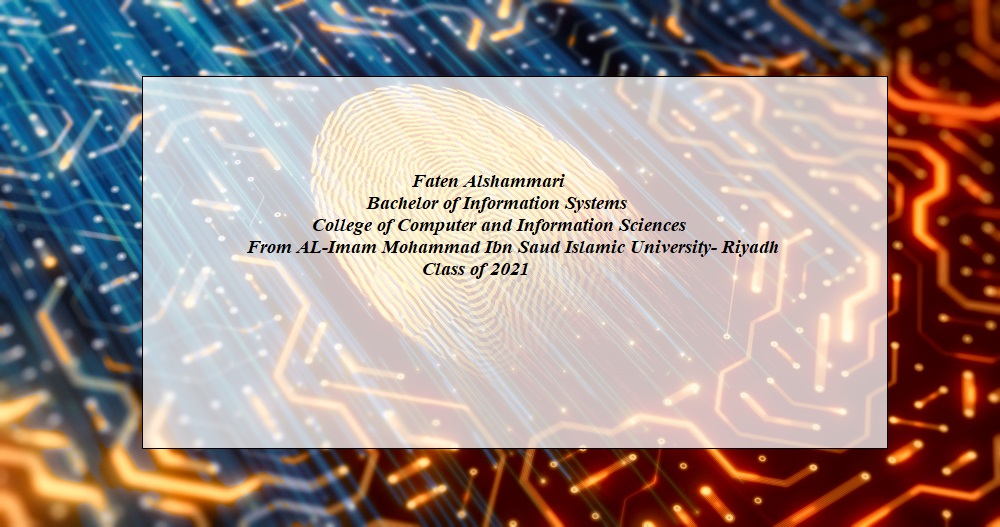 Faten Alshammari
Bachelor of Information Systems
College of Computer and Information Sciences
From AL-Imam Mohammad Ibn Saud Islamic University- Riyadh
Class of 2021